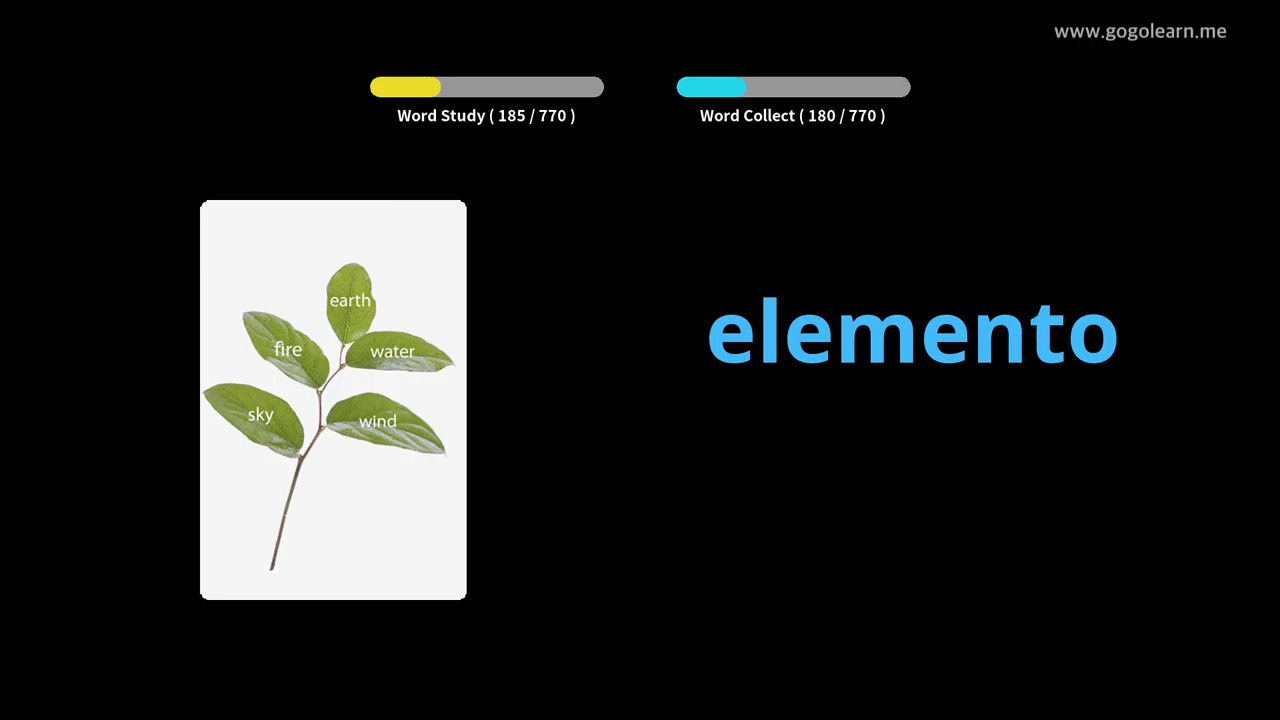 www.gogolearn.me
Word Study ( 185 / 770 )
Word Collect ( 180 / 770 )
earth
fire
water
sky
wind
elemento